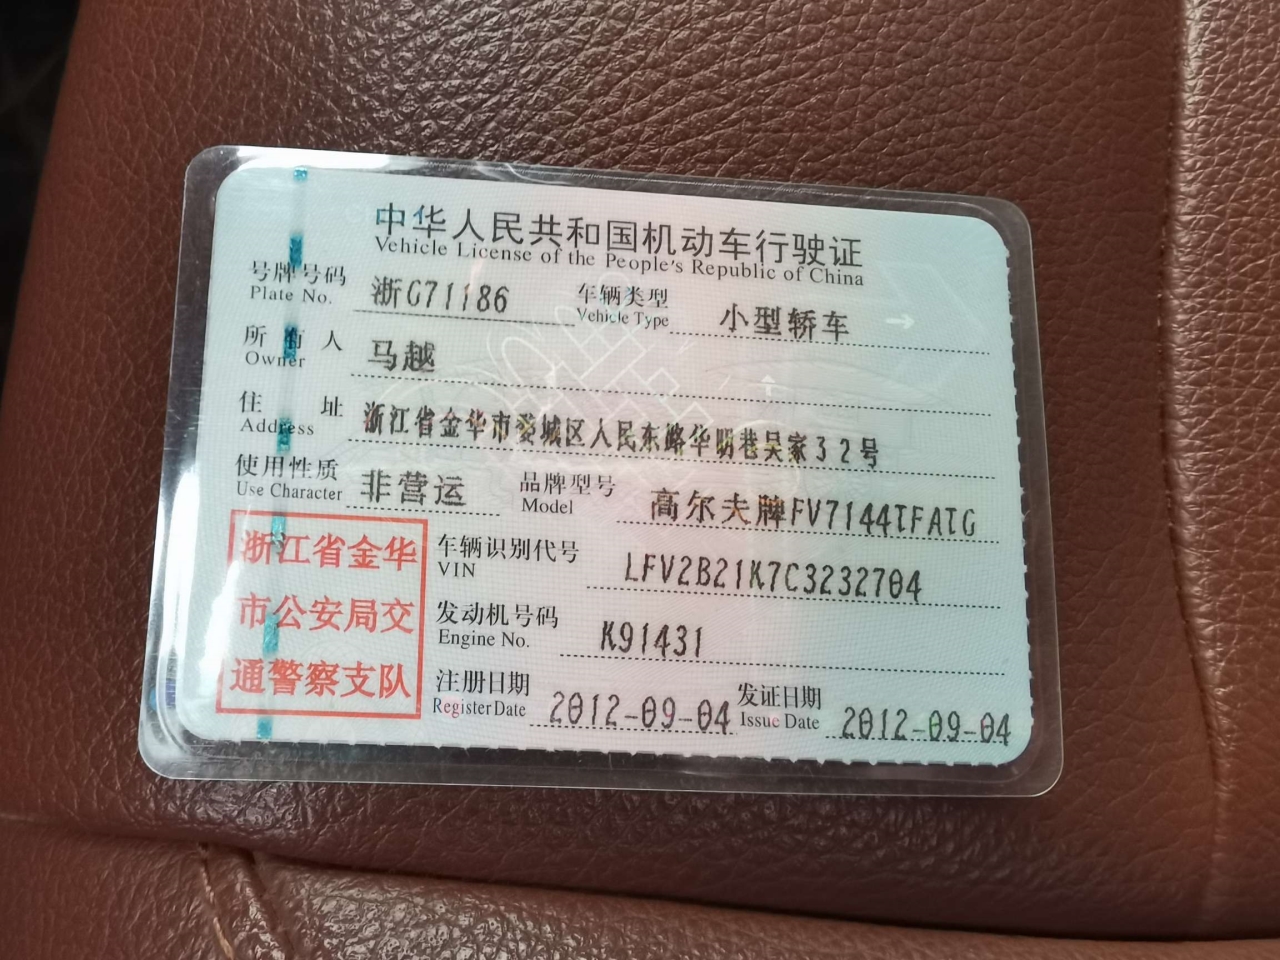 中华人民共和国机动车行驶证
Vehicle License of the People's Republic of China
号牌号码 浙G71186 车辆类型 小型轿车
Plate No. Vehicle Type
所有人 马越
Owner
住址 浙江省金华市婺城区人民东路华明巷吴家32号
Address
使用性质 非营运 品牌型号 高尔夫牌FV7144TFATG
Use Character Model
浙江省金华
市公安局交
通警察支队
车辆识别代号 LFV2B21K7C3232704
VIN
发动机号码 K91431
Engine No.
注册日期 2012-09-04 发证日期 2012-09-04
Register Date Issue Date